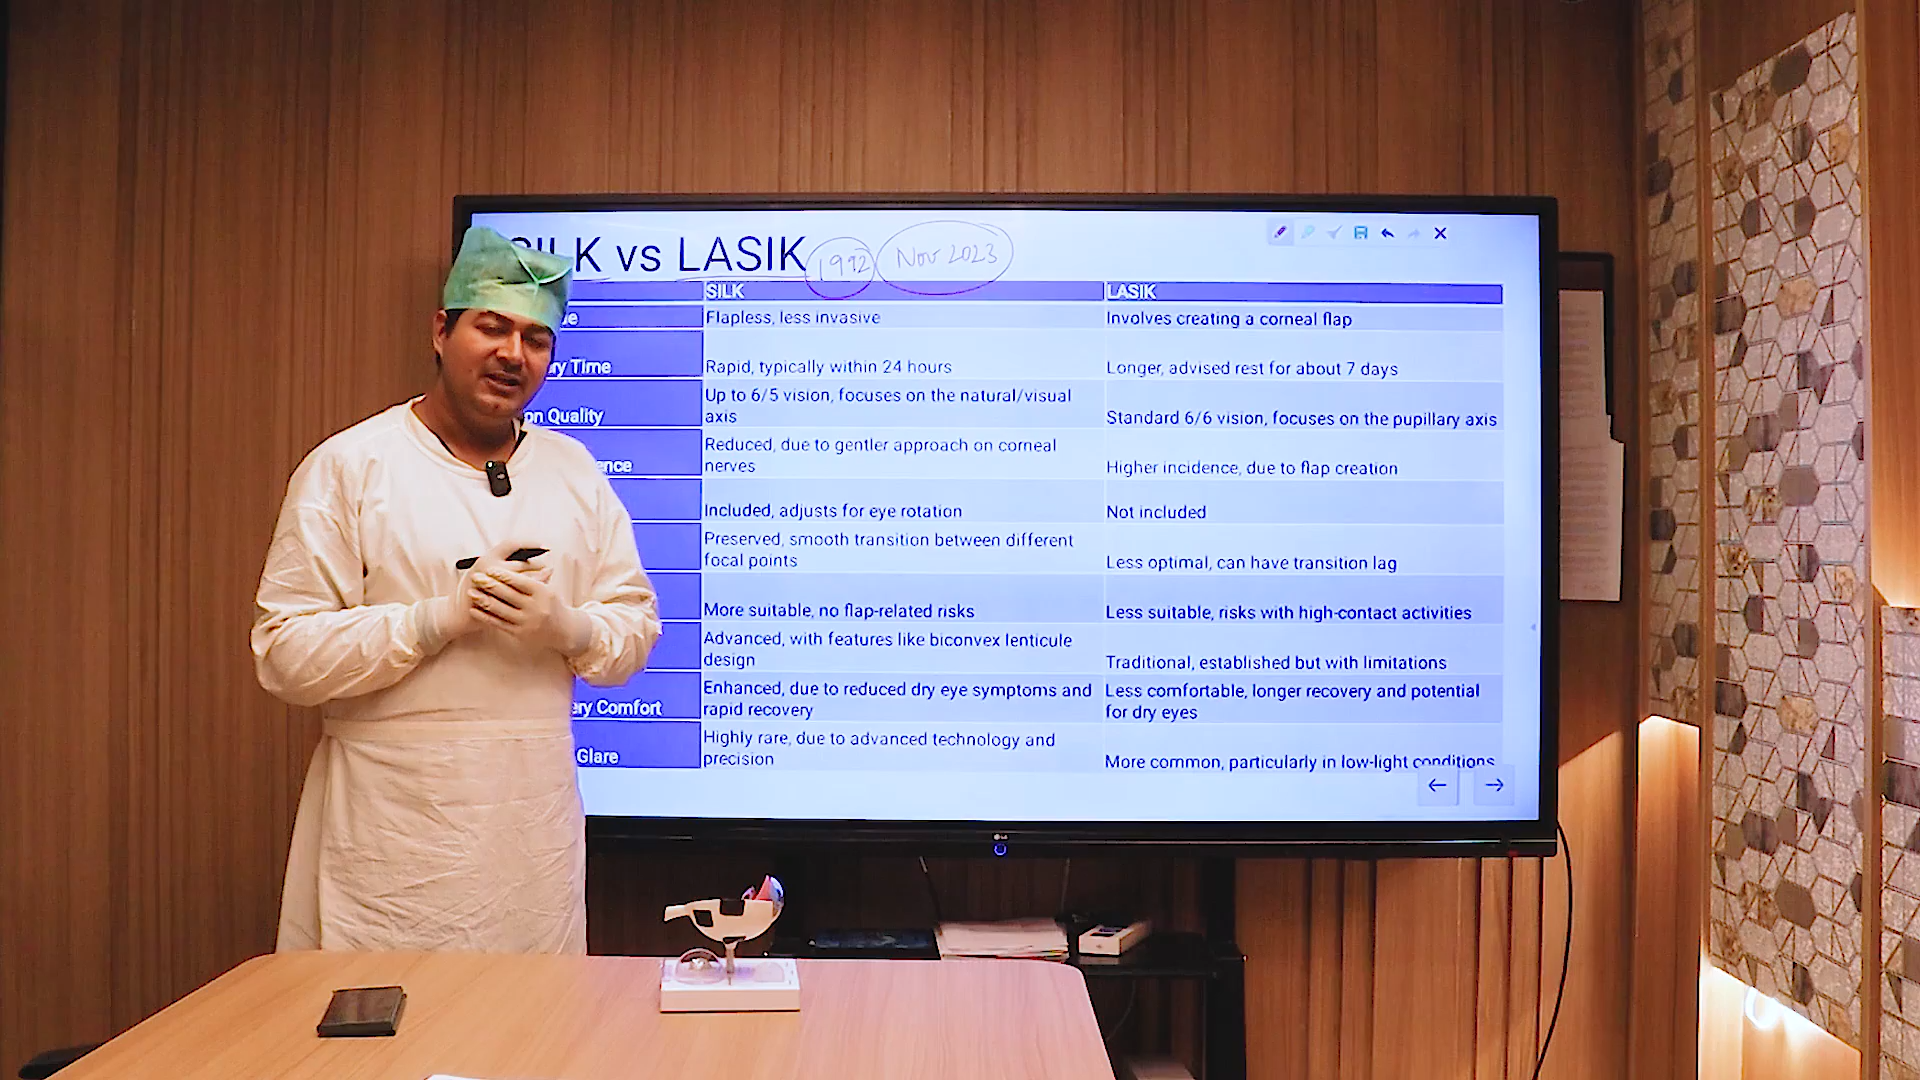 SILK vs LASIK 1992 Nov 2023
SILK LASIK
Flapless, less invasive Involves creating a corneal flap
Time Rapid, typically within 24 hours Longer, advised rest for about 7 days
Up to 6/5 vision, focuses on the natural/visual
axis
Quality Standard 6/6 vision, focuses on the pupillary axis
Reduced, due to gentler approach on corneal
nerves
Higher incidence, due to flap creation
Included, adjusts for eye rotation Not included
Preserved, smooth transition between different
focal points
Less optimal, can have transition lag
More suitable, no flap-related risks Less suitable, risks with high-contact activities
Advanced, with features like biconvex lenticule
design
Traditional, established but with limitations
Comfort Enhanced, due to reduced dry eye symptoms and
rapid recovery
Less comfortable, longer recovery and potential
for dry eyes
Glare Highly rare, due to advanced technology and
precision
More common, particularly in low-light conditions
LG